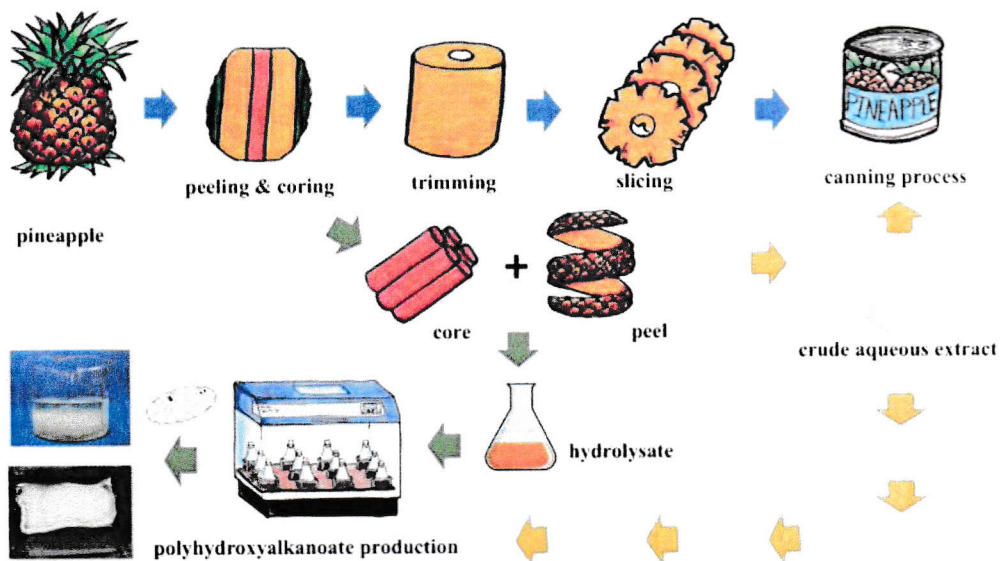 PINEAPPLE
peeling & coring
trimming
slicing
canning process
pineapple
+
core
peel
crude aqueous extract
hydrolysate
polyhydroxyalkanoate production